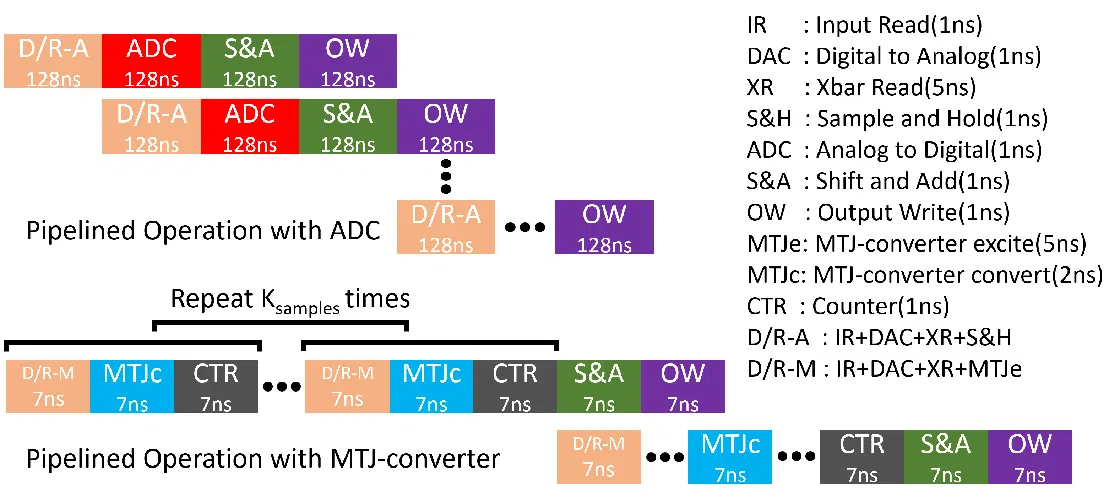 D/R-A ADC S&A OW
128ns 128ns 128ns 128ns
D/R-A ADC S&A OW
128ns 128ns 128ns 128ns
D/R-A OW
128ns 128ns
Pipelined Operation with ADC
Repeat Ksamples times
D/R-M MTJc CTR D/R-M MTJc CTR S&A OW
7ns 7ns 7ns 7ns 7ns 7ns 7ns 7ns
D/R-M MTJc CTR S&A OW
7ns 7ns 7ns 7ns 7ns
Pipelined Operation with MTJ-converter
IR : Input Read(1ns)
DAC : Digital to Analog(1ns)
XR : Xbar Read(5ns)
S&H : Sample and Hold(1ns)
ADC : Analog to Digital(1ns)
S&A : Shift and Add(1ns)
OW : Output Write(1ns)
MTJe: MTJ-converter excite(5ns)
MTJc: MTJ-converter convert(2ns)
CTR : Counter(1ns)
D/R-A : IR+DAC+XR+S&H
D/R-M : IR+DAC+XR+MTJe